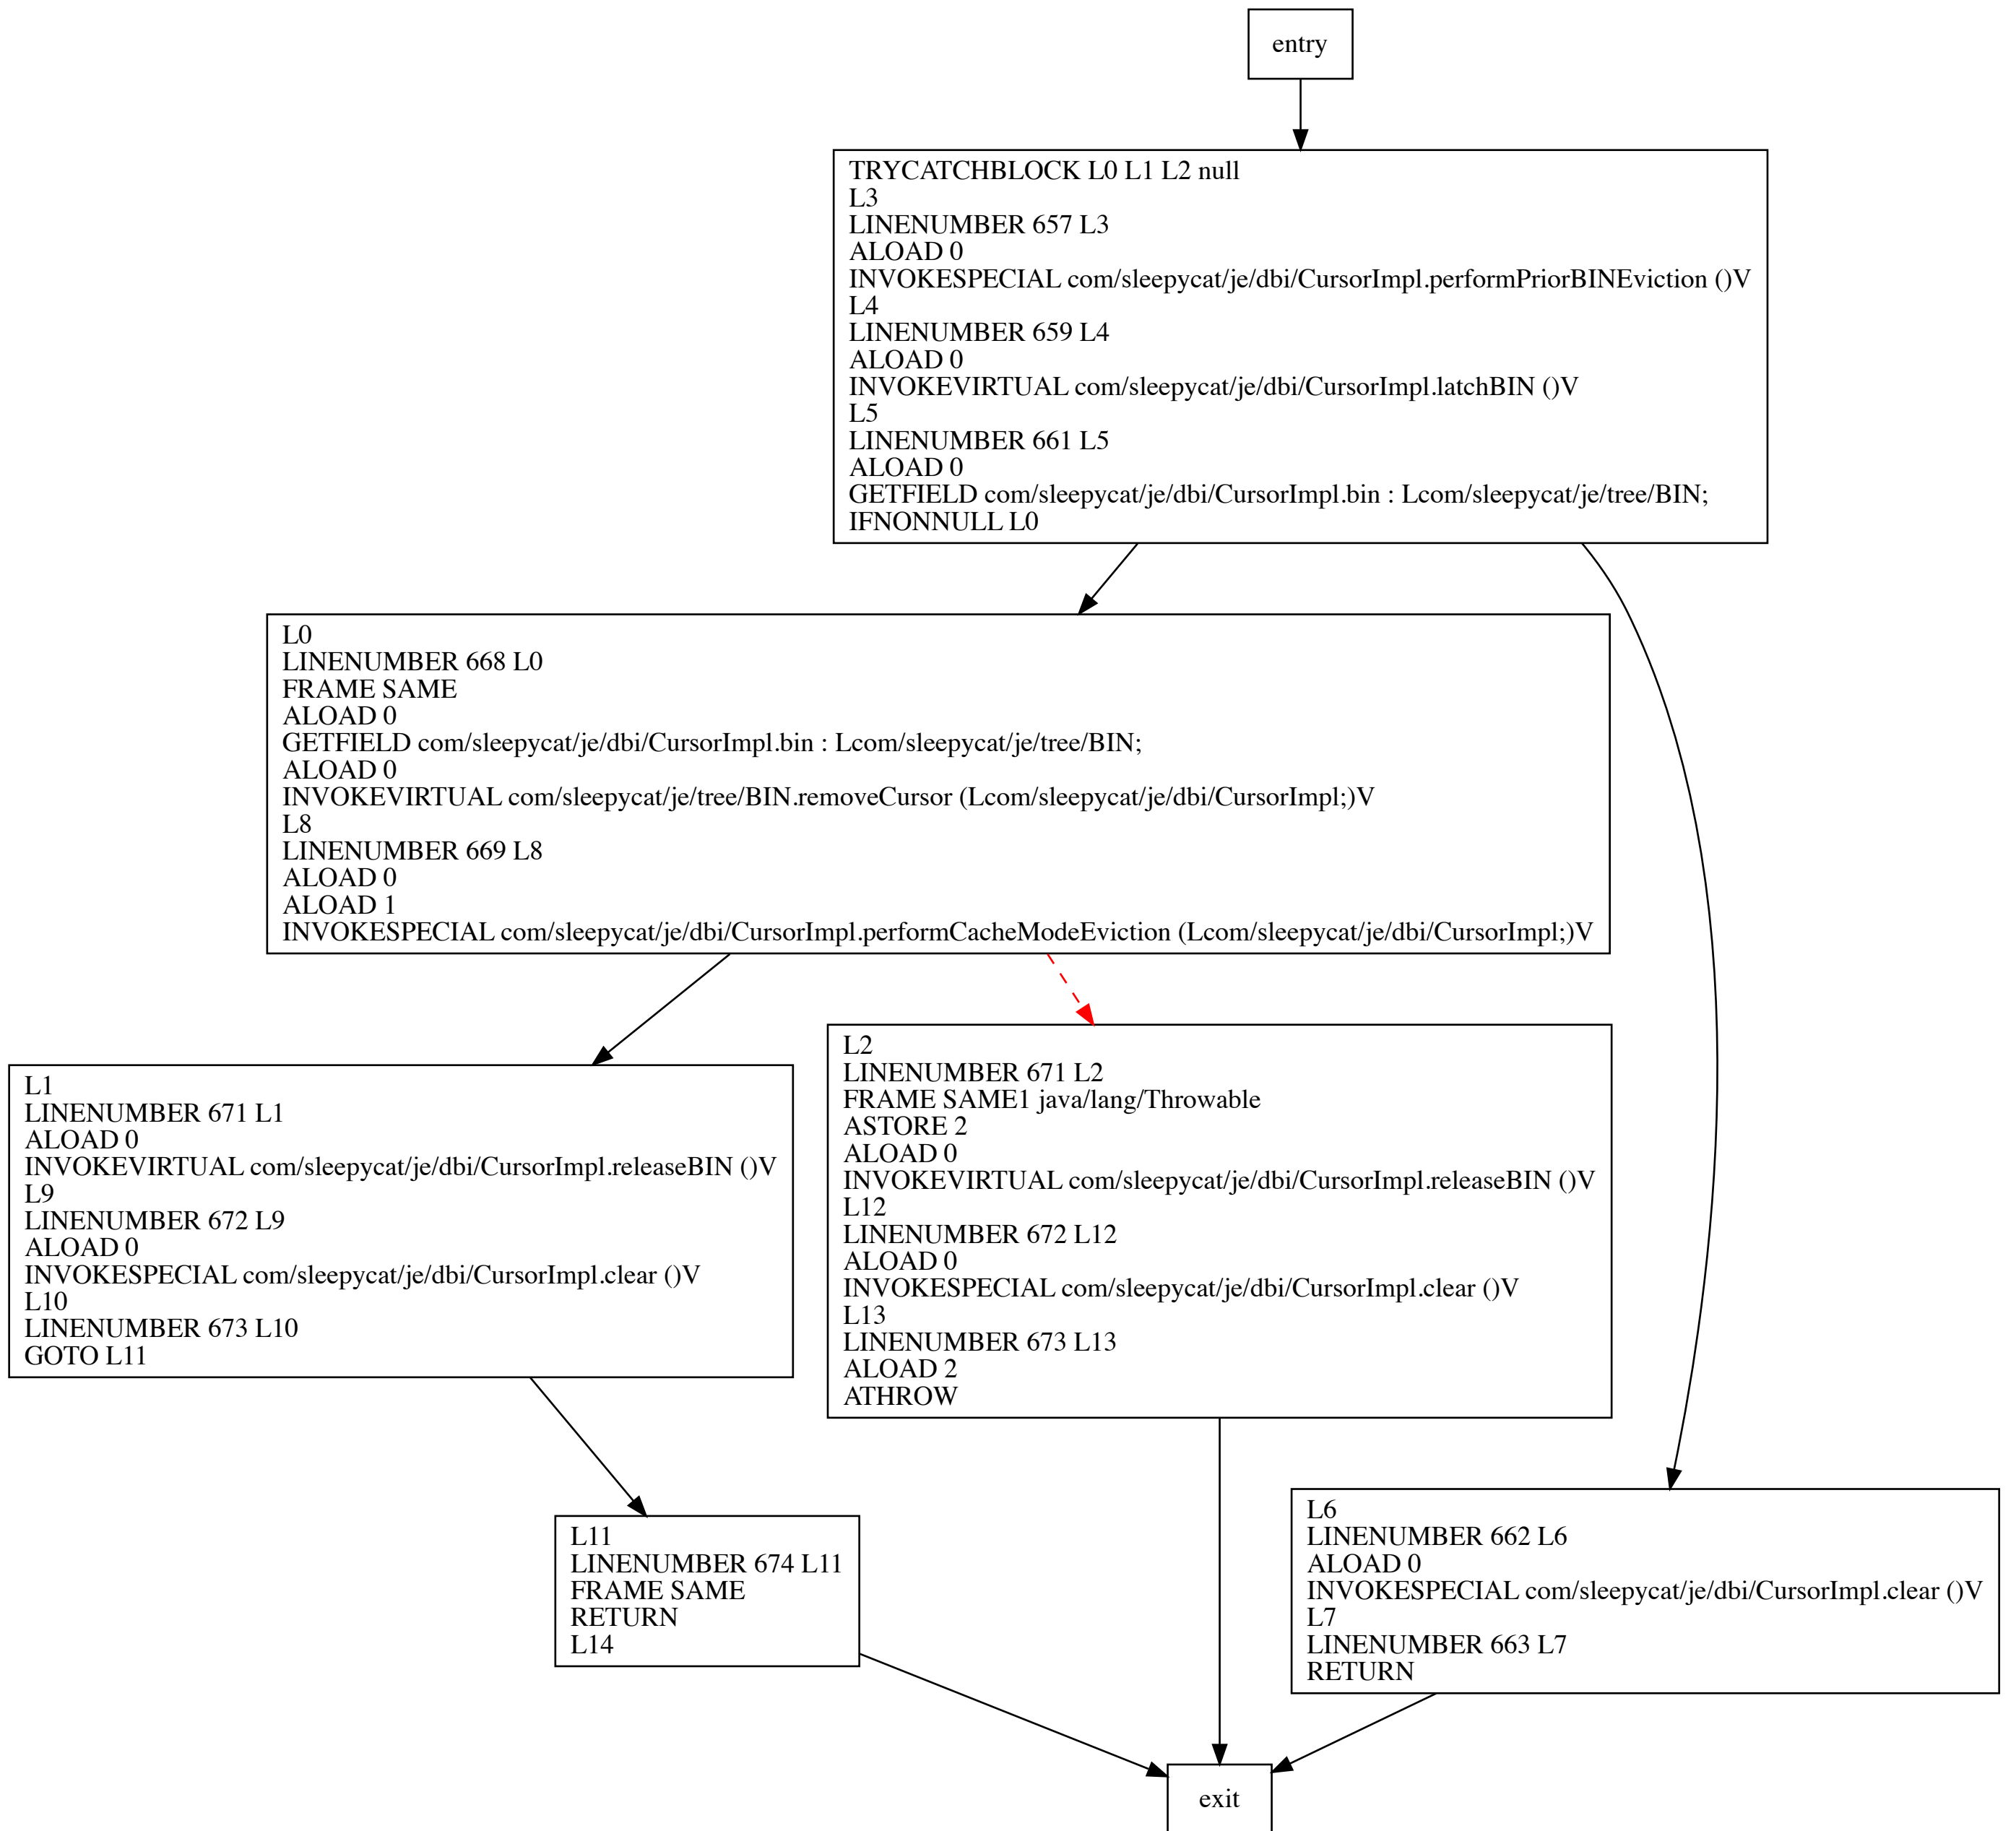 entry
TRYCATCHBLOCK L0 L1 L2 null
L3
LINENUMBER 657 L3
ALOAD 0
INVOKESPECIAL com/sleepycat/je/dbi/CursorImpl.performPriorBINEviction ()V
L4
LINENUMBER 659 L4
ALOAD 0
INVOKEVIRTUAL com/sleepycat/je/dbi/CursorImpl.latchBIN ()V
L5
LINENUMBER 661 L5
ALOAD 0
GETFIELD com/sleepycat/je/dbi/CursorImpl.bin : Lcom/sleepycat/je/tree/BIN;
IFNONNULL L0
L0
LINENUMBER 668 L0
FRAME SAME
ALOAD 0
GETFIELD com/sleepycat/je/dbi/CursorImpl.bin : Lcom/sleepycat/je/tree/BIN;
ALOAD 0
INVOKEVIRTUAL com/sleepycat/je/tree/BIN.removeCursor (Lcom/sleepycat/je/dbi/CursorImpl;)V
L8
LINENUMBER 669 L8
ALOAD 0
ALOAD 1
INVOKESPECIAL com/sleepycat/je/dbi/CursorImpl.performCacheModeEviction (Lcom/sleepycat/je/dbi/CursorImpl;)V
L1
LINENUMBER 671 L1
ALOAD 0
INVOKEVIRTUAL com/sleepycat/je/dbi/CursorImpl.releaseBIN ()V
L9
LINENUMBER 672 L9
ALOAD 0
INVOKESPECIAL com/sleepycat/je/dbi/CursorImpl.clear ()V
L10
LINENUMBER 673 L10
GOTO L11
L2
LINENUMBER 671 L2
FRAME SAME1 java/lang/Throwable
ASTORE 2
ALOAD 0
INVOKEVIRTUAL com/sleepycat/je/dbi/CursorImpl.releaseBIN ()V
L12
LINENUMBER 672 L12
ALOAD 0
INVOKESPECIAL com/sleepycat/je/dbi/CursorImpl.clear ()V
L13
LINENUMBER 673 L13
ALOAD 2
ATHROW
L11
LINENUMBER 674 L11
FRAME SAME
RETURN
L14
L6
LINENUMBER 662 L6
ALOAD 0
INVOKESPECIAL com/sleepycat/je/dbi/CursorImpl.clear ()V
L7
LINENUMBER 663 L7
RETURN
exit